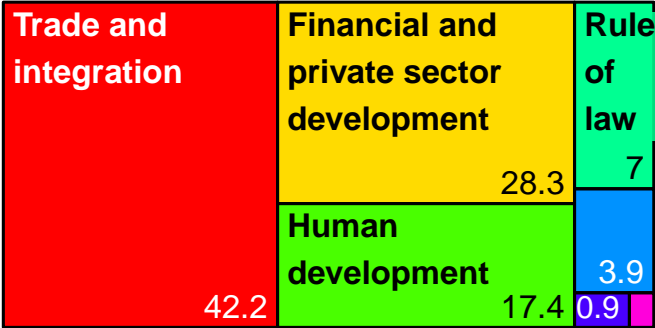 Trade and
integration
42.2
Financial and
private sector
development
28.3
Human
development
17.4
Rule
of
law
7
3.9
0.9